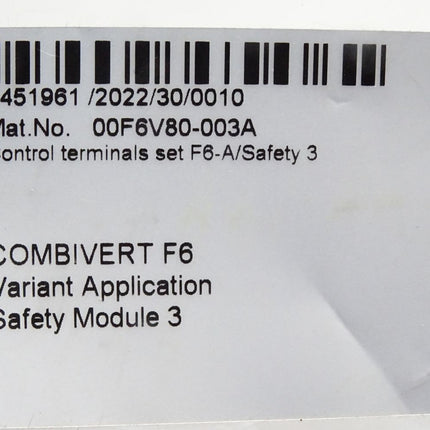 451961 /2022/30/0010
Mat.No. 00F6V80-003A
Control terminals set F6-A/Safety 3
COMBIVERT F6
Variant Application
Safety Module 3